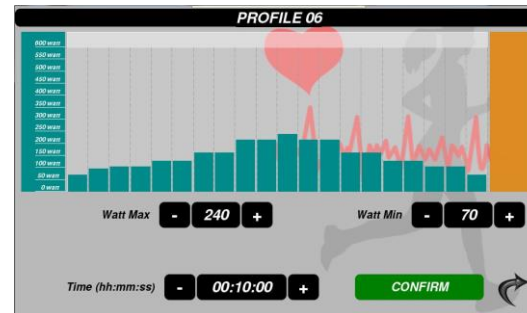 PROFILE 06
600 watt
550 watt
500 watt
450 watt
400 watt
350 watt
300 watt
250 watt
200 watt
150 watt
100 watt
50 watt
0 watt
Watt Max - 240 + Watt Min - 70 +
Time (hh:mm:ss) - 00:10:00 + CONFIRM